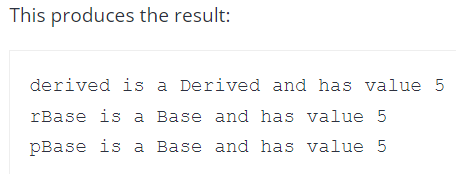 This produces the result:
derived is a Derived and has value 5
rBase is a Base and has value 5
pBase is a Base and has value 5